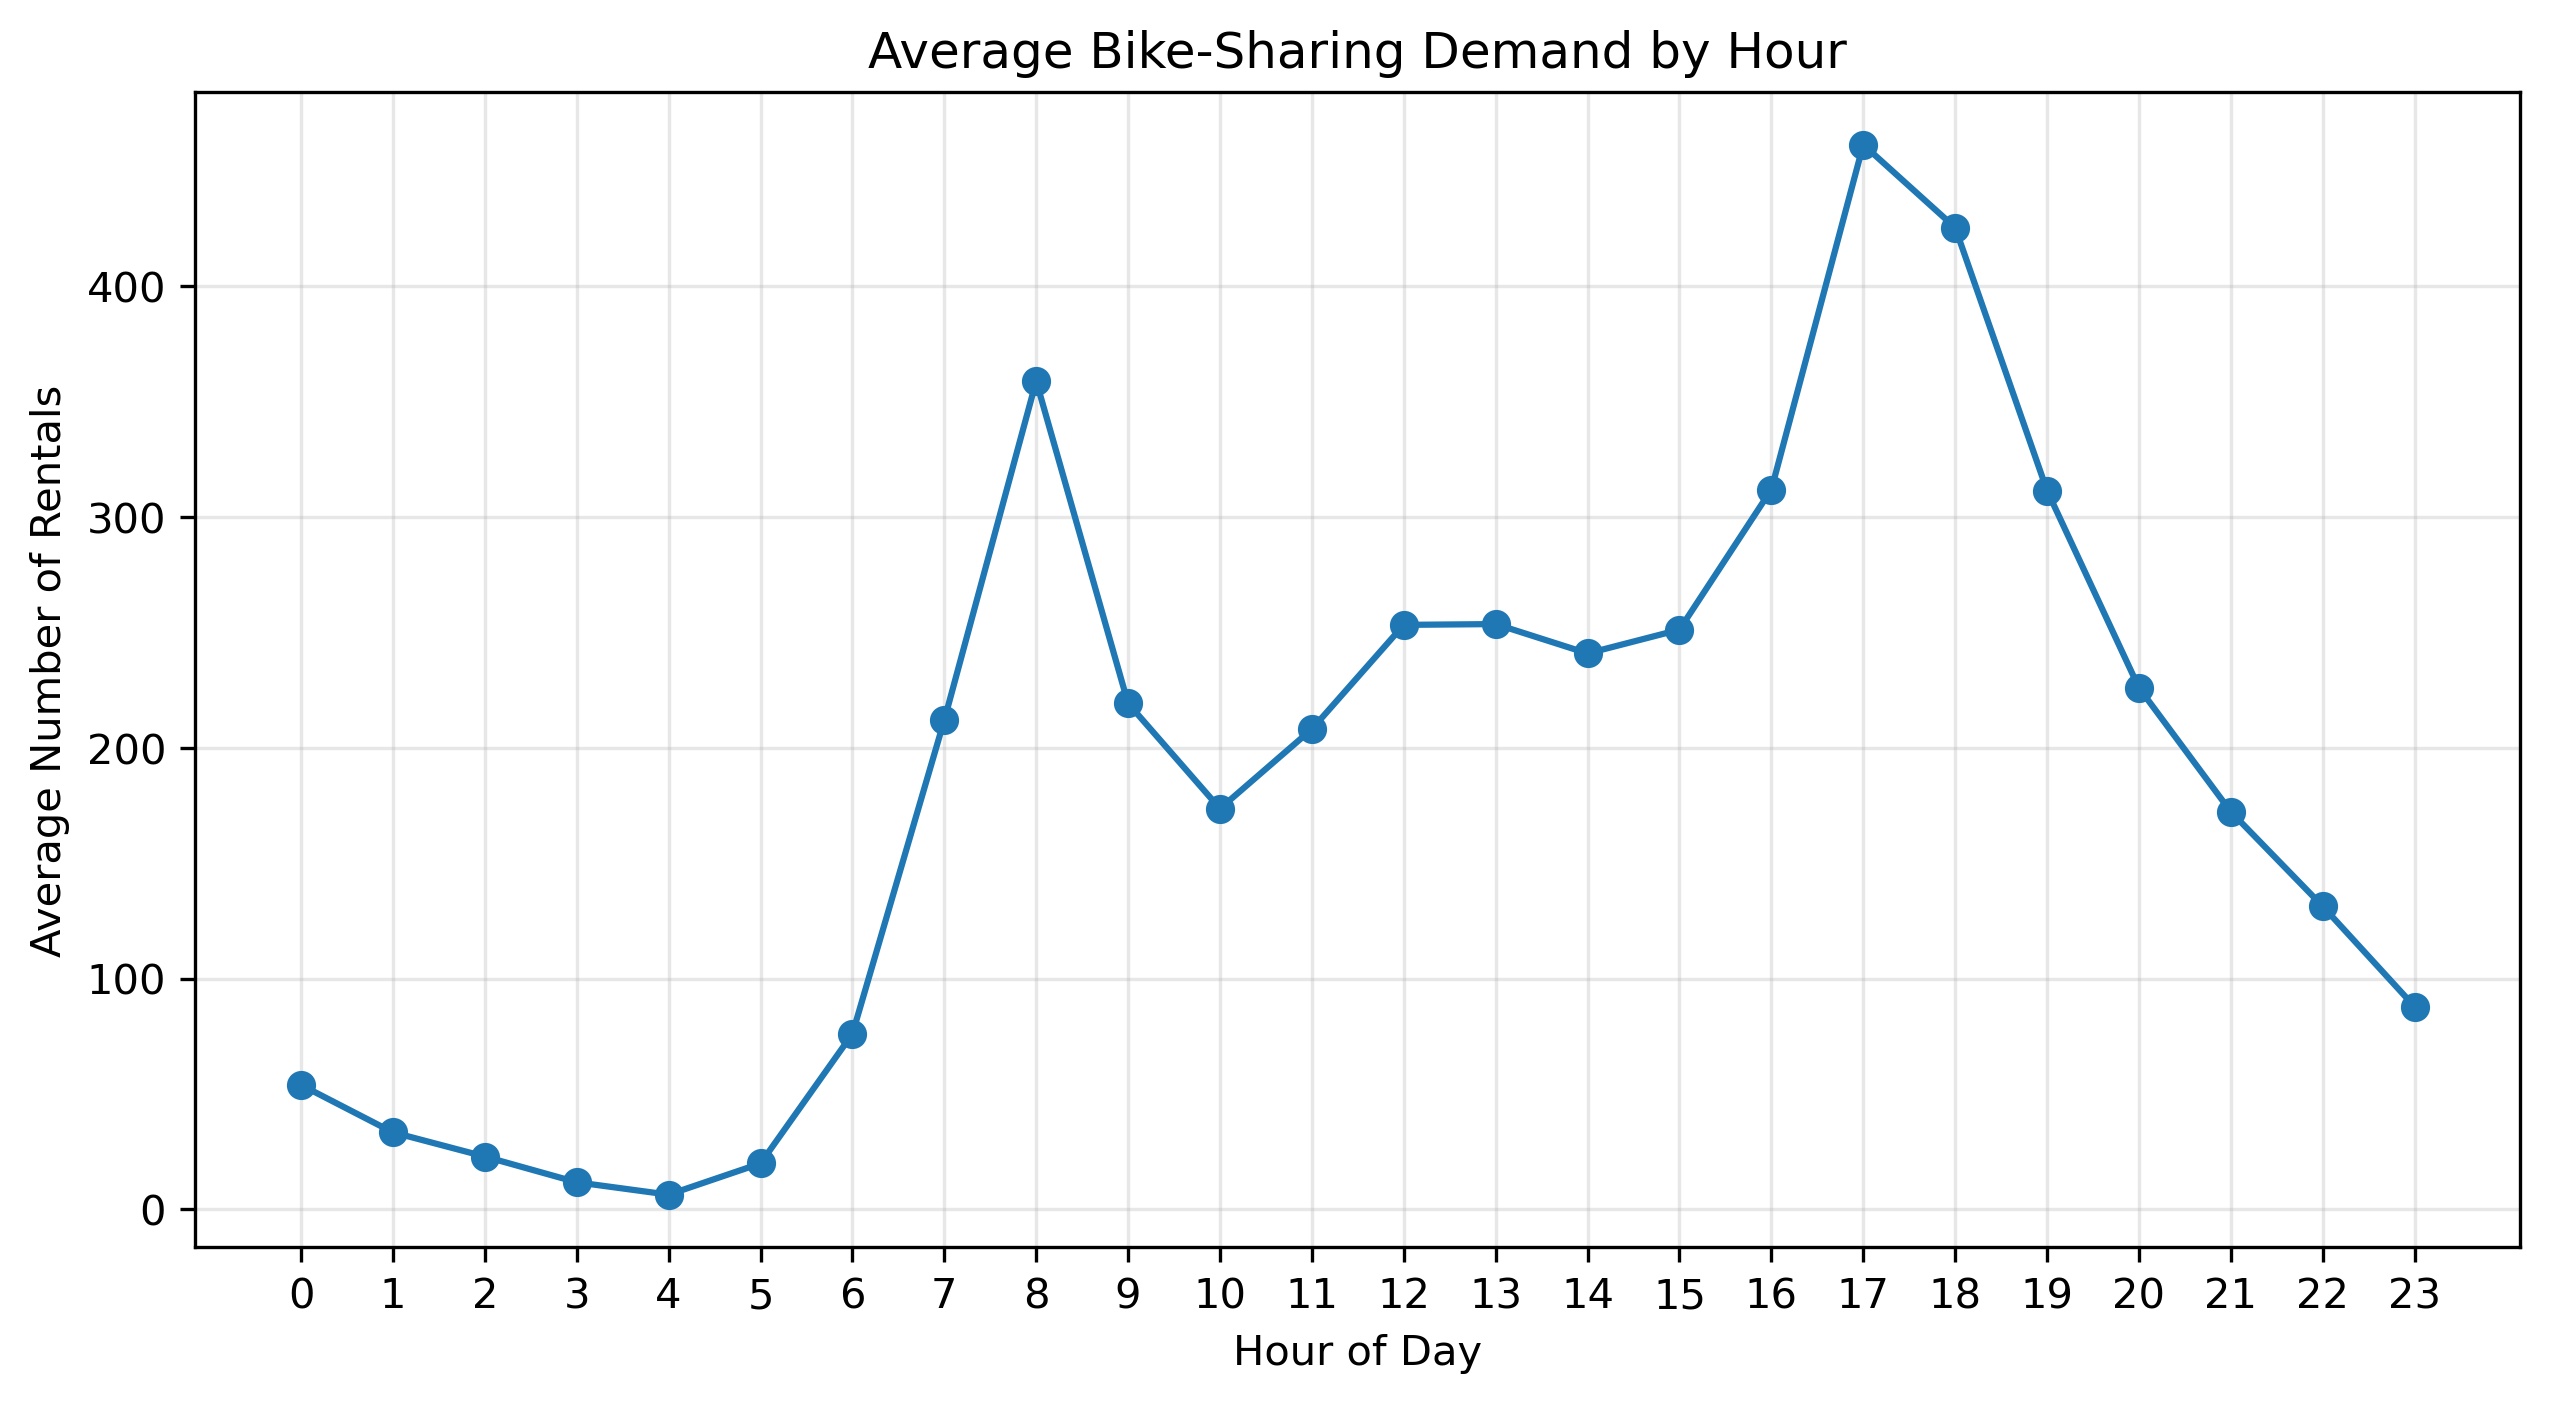 Average Bike-Sharing Demand by Hour
Average Number of Rentals
400
300
200
100
0
0 1 2 3 4 5 6 7 8 9 10 11 12 13 14 15 16 17 18 19 20 21 22 23
Hour of Day